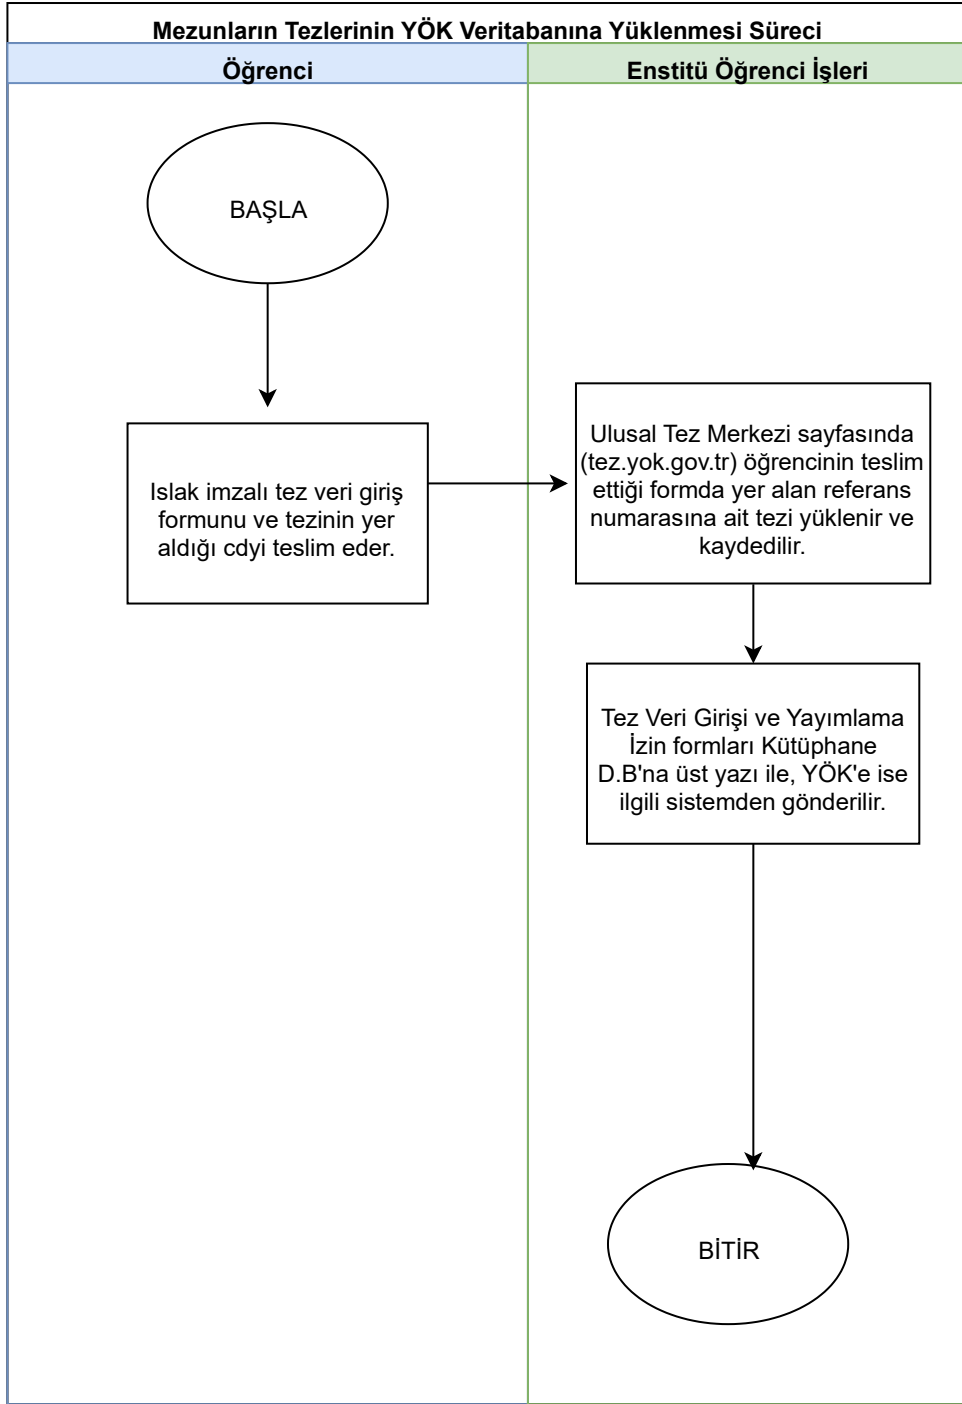 Mezunların Tezlerinin YÖK Veritabanına Yüklenmesi Süreci
Öğrenci
Enstitü Öğrenci İşleri
BAŞLA
Islak imzalı tez veri giriş
formunu ve tezinin yer
aldığı cdyi teslim eder.
Ulusal Tez Merkezi sayfasında
(tez.yok.gov.tr) öğrencinin teslim
ettiği formda yer alan referans
numarasına ait tezi yüklenir ve
kaydedilir.
Tez Veri Girişi ve Yayımlama
İzin formları Kütüphane
D.B'na üst yazı ile, YÖK'e ise
ilgili sistemden gönderilir.
BİTİR